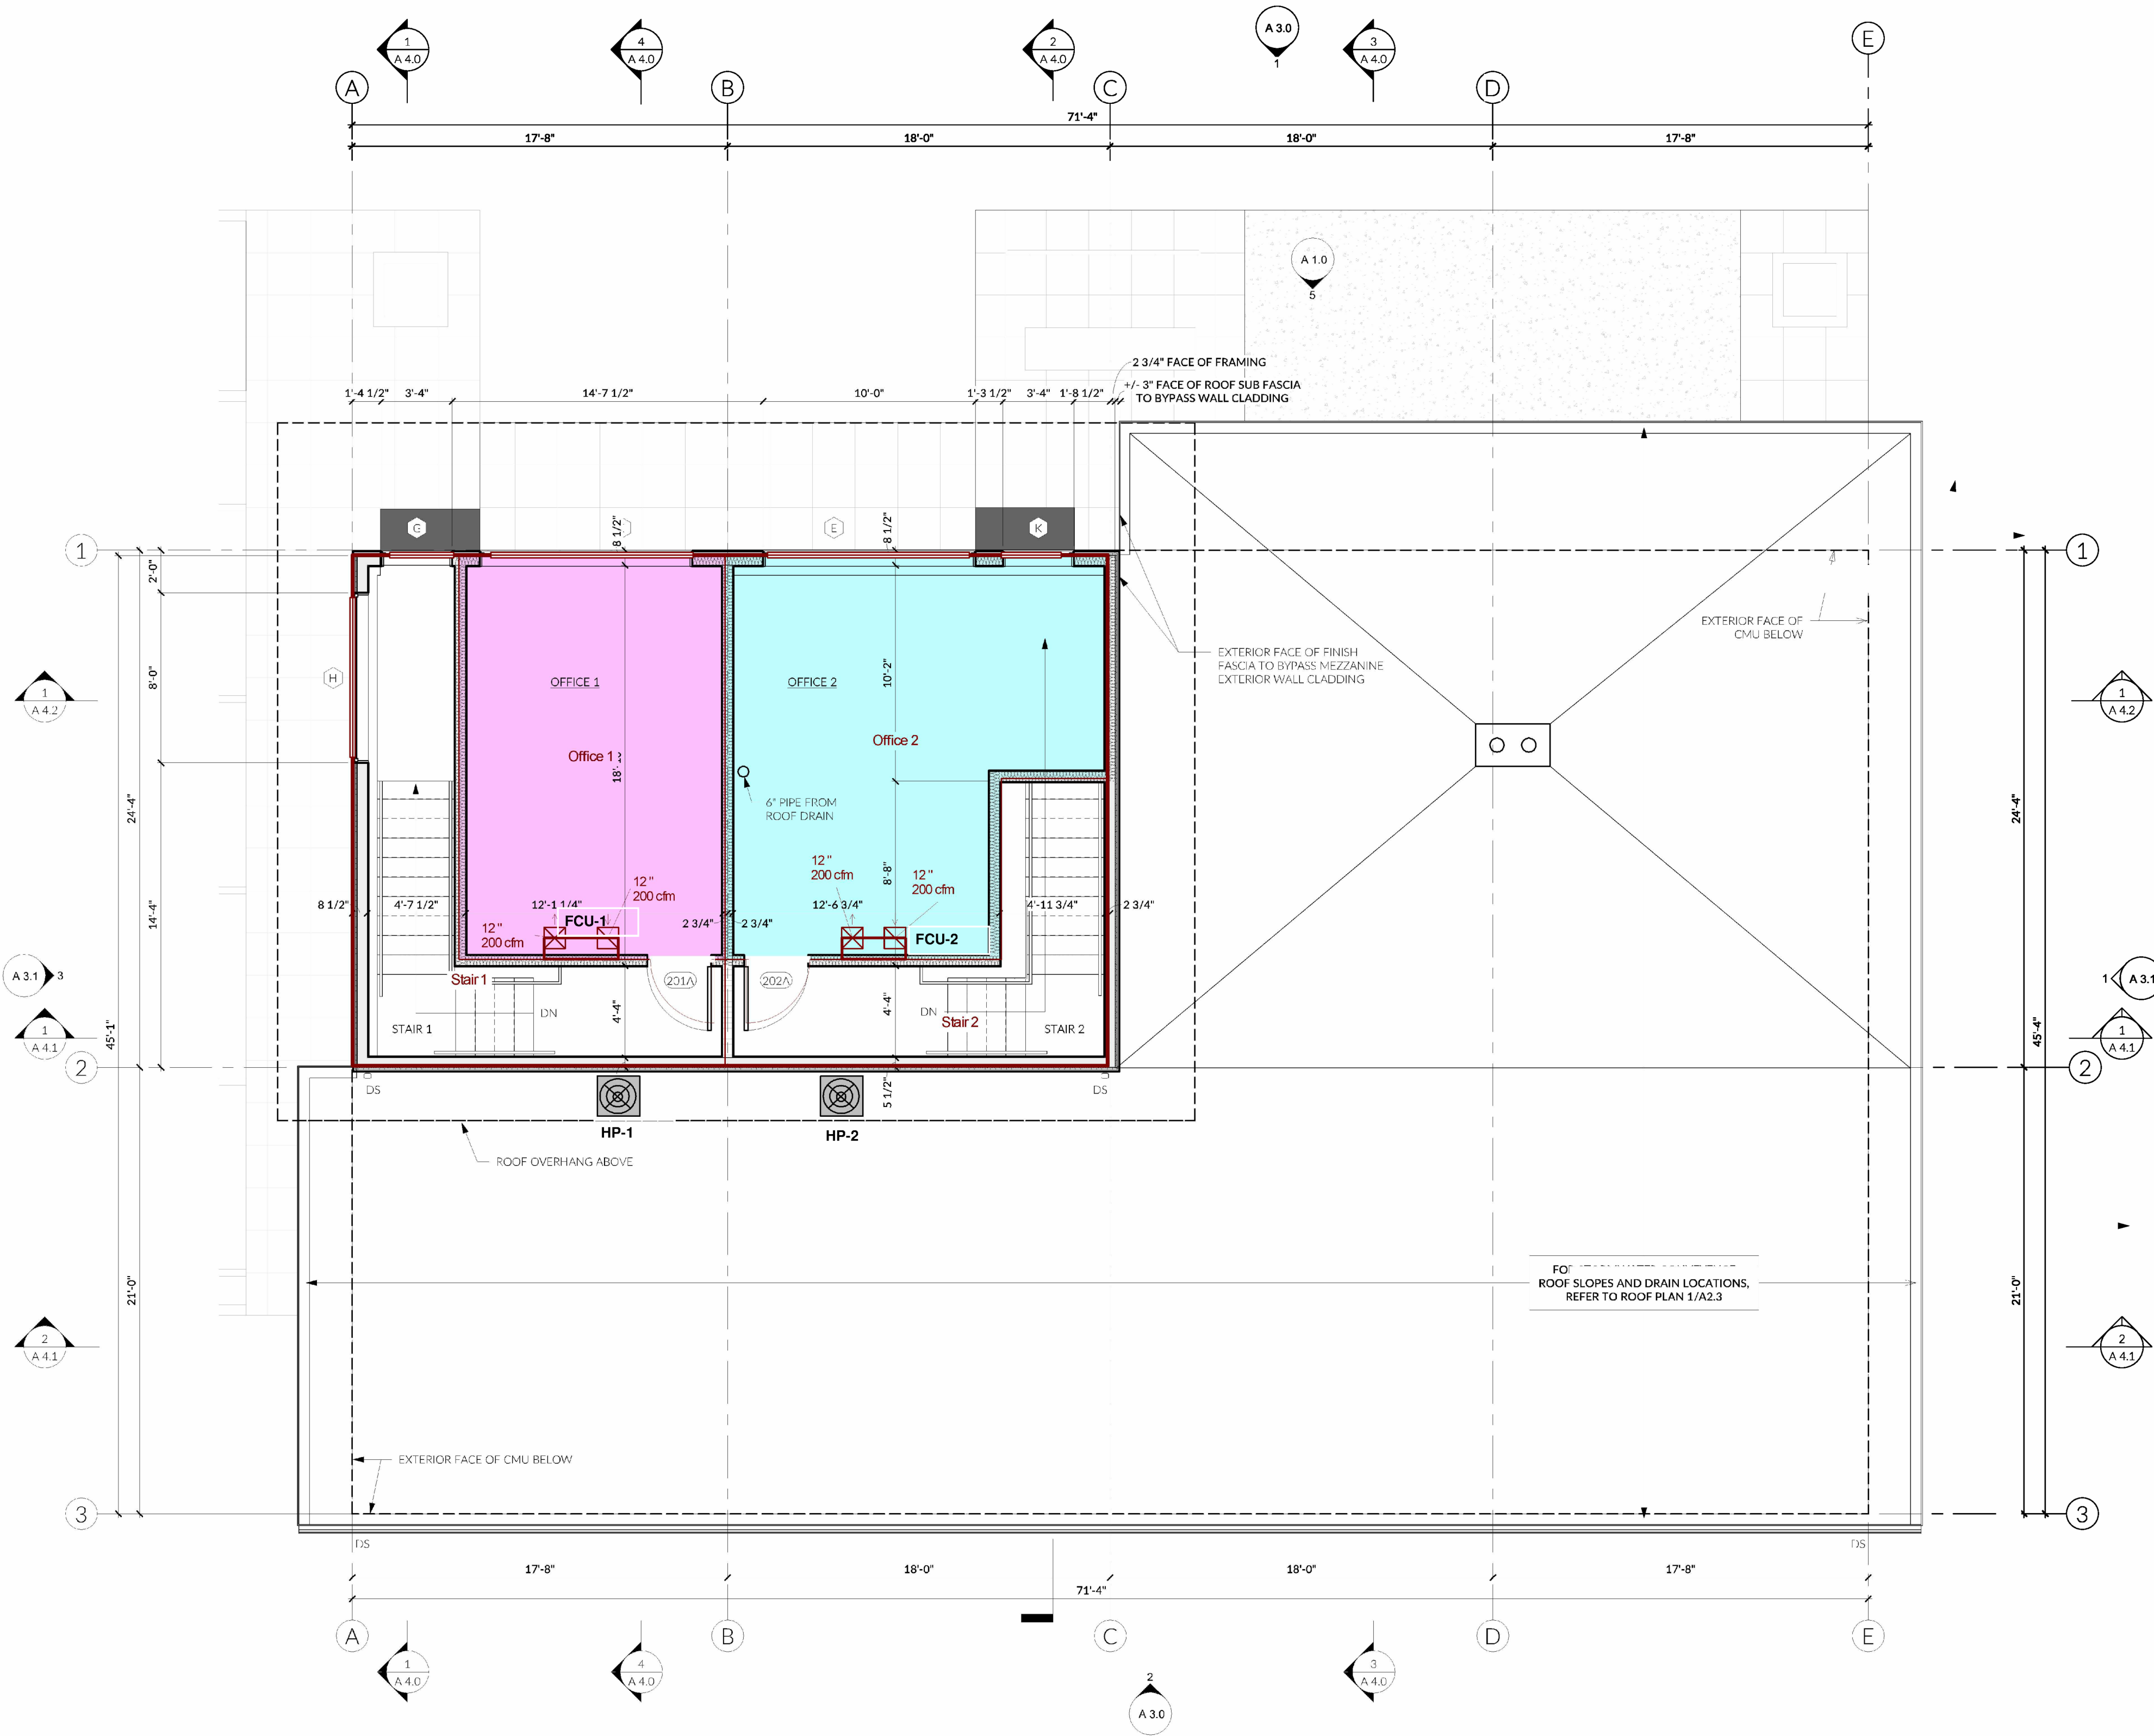 1
A 4.0
4
A 4.0
2
A 4.0
A 3.0
1
3
A 4.0
E
A
B
C
D
71'-4"
17'-8"
18'-0"
18'-0"
17'-8"
A 1.0
5
2 3/4" FACE OF FRAMING
+/- 3" FACE OF ROOF SUB FASCIA
TO BYPASS WALL CLADDING
1'-4 1/2"
3'-4"
14'-7 1/2"
10'-0"
1'-3 1/2"
3'-4"
1'-8 1/2"
G
8 1/2"
E
8 1/2"
K
1
1
2'-0"
8'-0"
14'-4"
24'-4"
45'-1"
21'-0"
EXTERIOR FACE OF
CMU BELOW
EXTERIOR FACE OF FINISH
FASCIA TO BYPASS MEZZANINE
EXTERIOR WALL CLADDING
H
OFFICE 1
OFFICE 2
10'-2"
1
A 4.2
1
A 4.2
Office 1
Office 2
6" PIPE FROM
ROOF DRAIN
24'-4"
12 "
200 cfm
8'-8"
12 "
200 cfm
12 "
200 cfm
8 1/2"
4'-7 1/2"
12'-1 1/4"
12'-6 3/4"
4'-11 3/4"
2 3/4"
FCU-1
2 3/4"
2 3/4"
12 "
200 cfm
FCU-2
A 3.1
3
1
A 3.1
Stair 1
201A
202A
4'-4"
4'-4"
DN
DN
Stair 2
STAIR 1
STAIR 2
1
A 4.1
1
A 4.1
45'-4"
2
2
DS
DS
5 1/2"
HP-1
HP-2
ROOF OVERHANG ABOVE
ROOF SLOPES AND DRAIN LOCATIONS,
REFER TO ROOF PLAN 1/A2.3
21'-0"
2
A 4.1
2
A 4.1
EXTERIOR FACE OF CMU BELOW
3
3
DS
DS
17'-8"
18'-0"
18'-0"
17'-8"
71'-4"
A
B
C
D
E
1
A 4.0
4
A 4.0
3
A 4.0
2
A 3.0